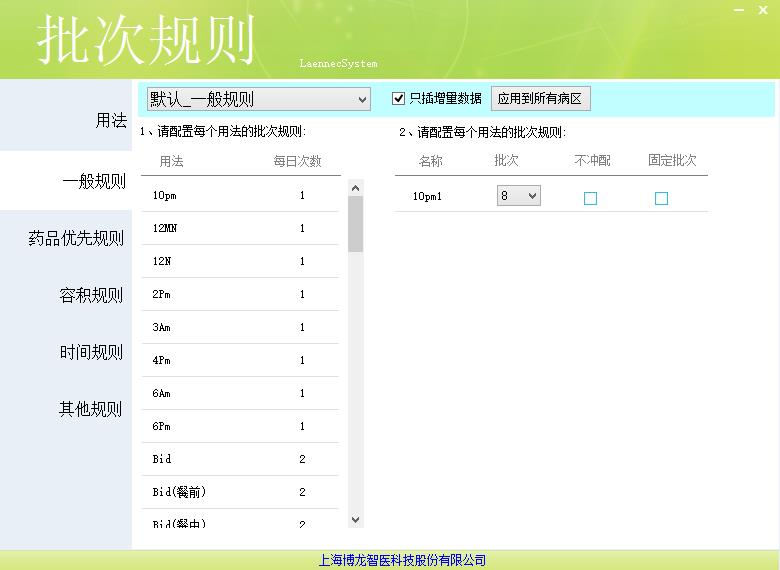 批次规则
LaennecSystem
用法
一般规则
药品优先规则
容积规则
时间规则
其他规则
默认_一般规则
只插增量数据
应用到所有病区
1、请配置每个用法的批次规则:
用法 每日次数
10pm 1
12MN 1
12N 1
2Pm 1
3Am 1
4Pm 1
6Am 1
6Pm 1
Bid 2
Bid(餐前) 2
Bid(餐中) 2
2、请配置每个用法的批次规则:
名称 批次 不冲配 固定批次
10pm1 8
上海博龙智医科技股份有限公司